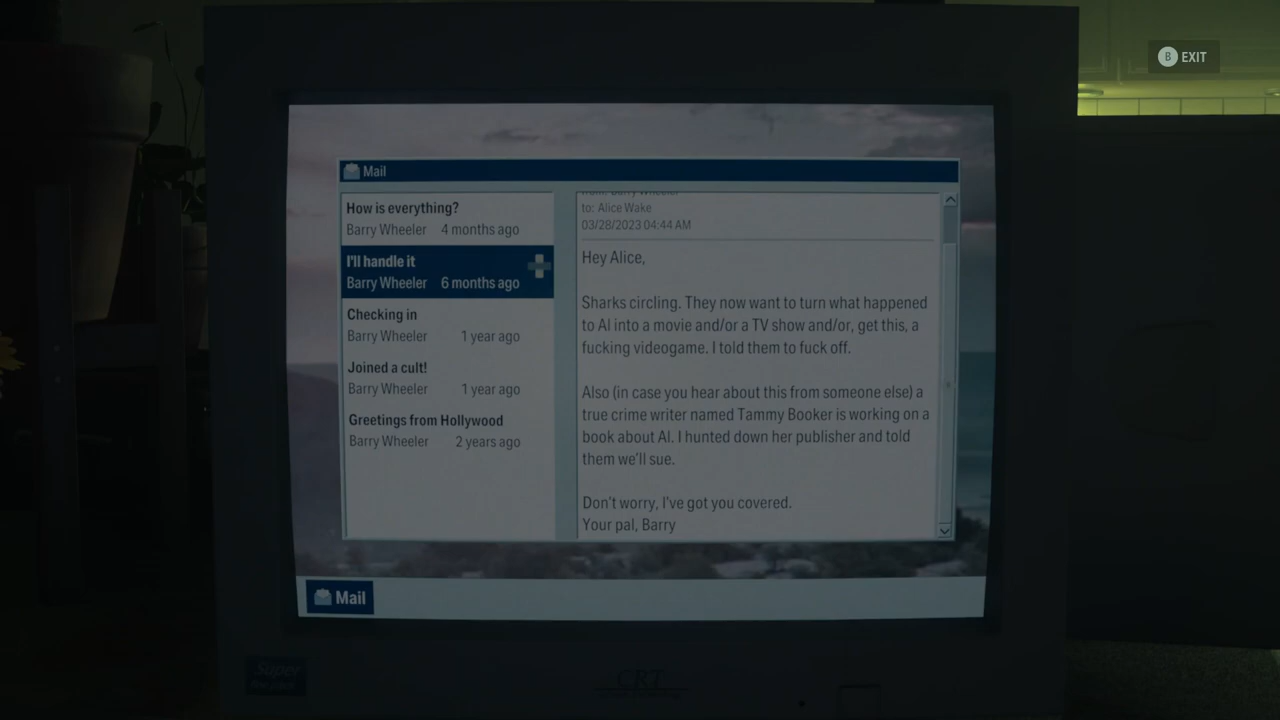 B EXIT
Mail
How is everything?
Barry Wheeler 4 months ago
I'll handle it
Barry Wheeler 6 months ago
Checking in
Barry Wheeler 1 year ago
Joined a cult!
Barry Wheeler 1 year ago
Greetings from Hollywood
Barry Wheeler 2 years ago
from: Barry Wheeler
to: Alice Wake
03/28/2023 04:44 AM
Hey Alice,
Sharks circling. They now want to turn what happened
to Al into a movie and/or a TV show and/or, get this, a
fucking videogame. I told them to fuck off.
Also (in case you hear about this from someone else) a
true crime writer named Tammy Booker is working on a
book about Al. I hunted down her publisher and told
them we'll sue.
Don't worry, I've got you covered.
Your pal, Barry
Mail
Super
CRT